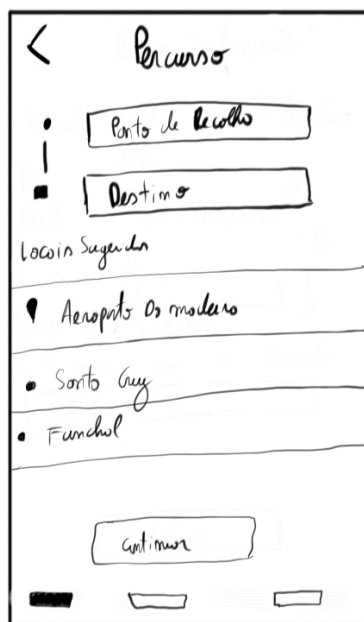 Percurso
Ponto de Recolha
Destino
Locais Sugeridos
Aeroporto Da madeira
Santa Cruz
Funchal
Continuar